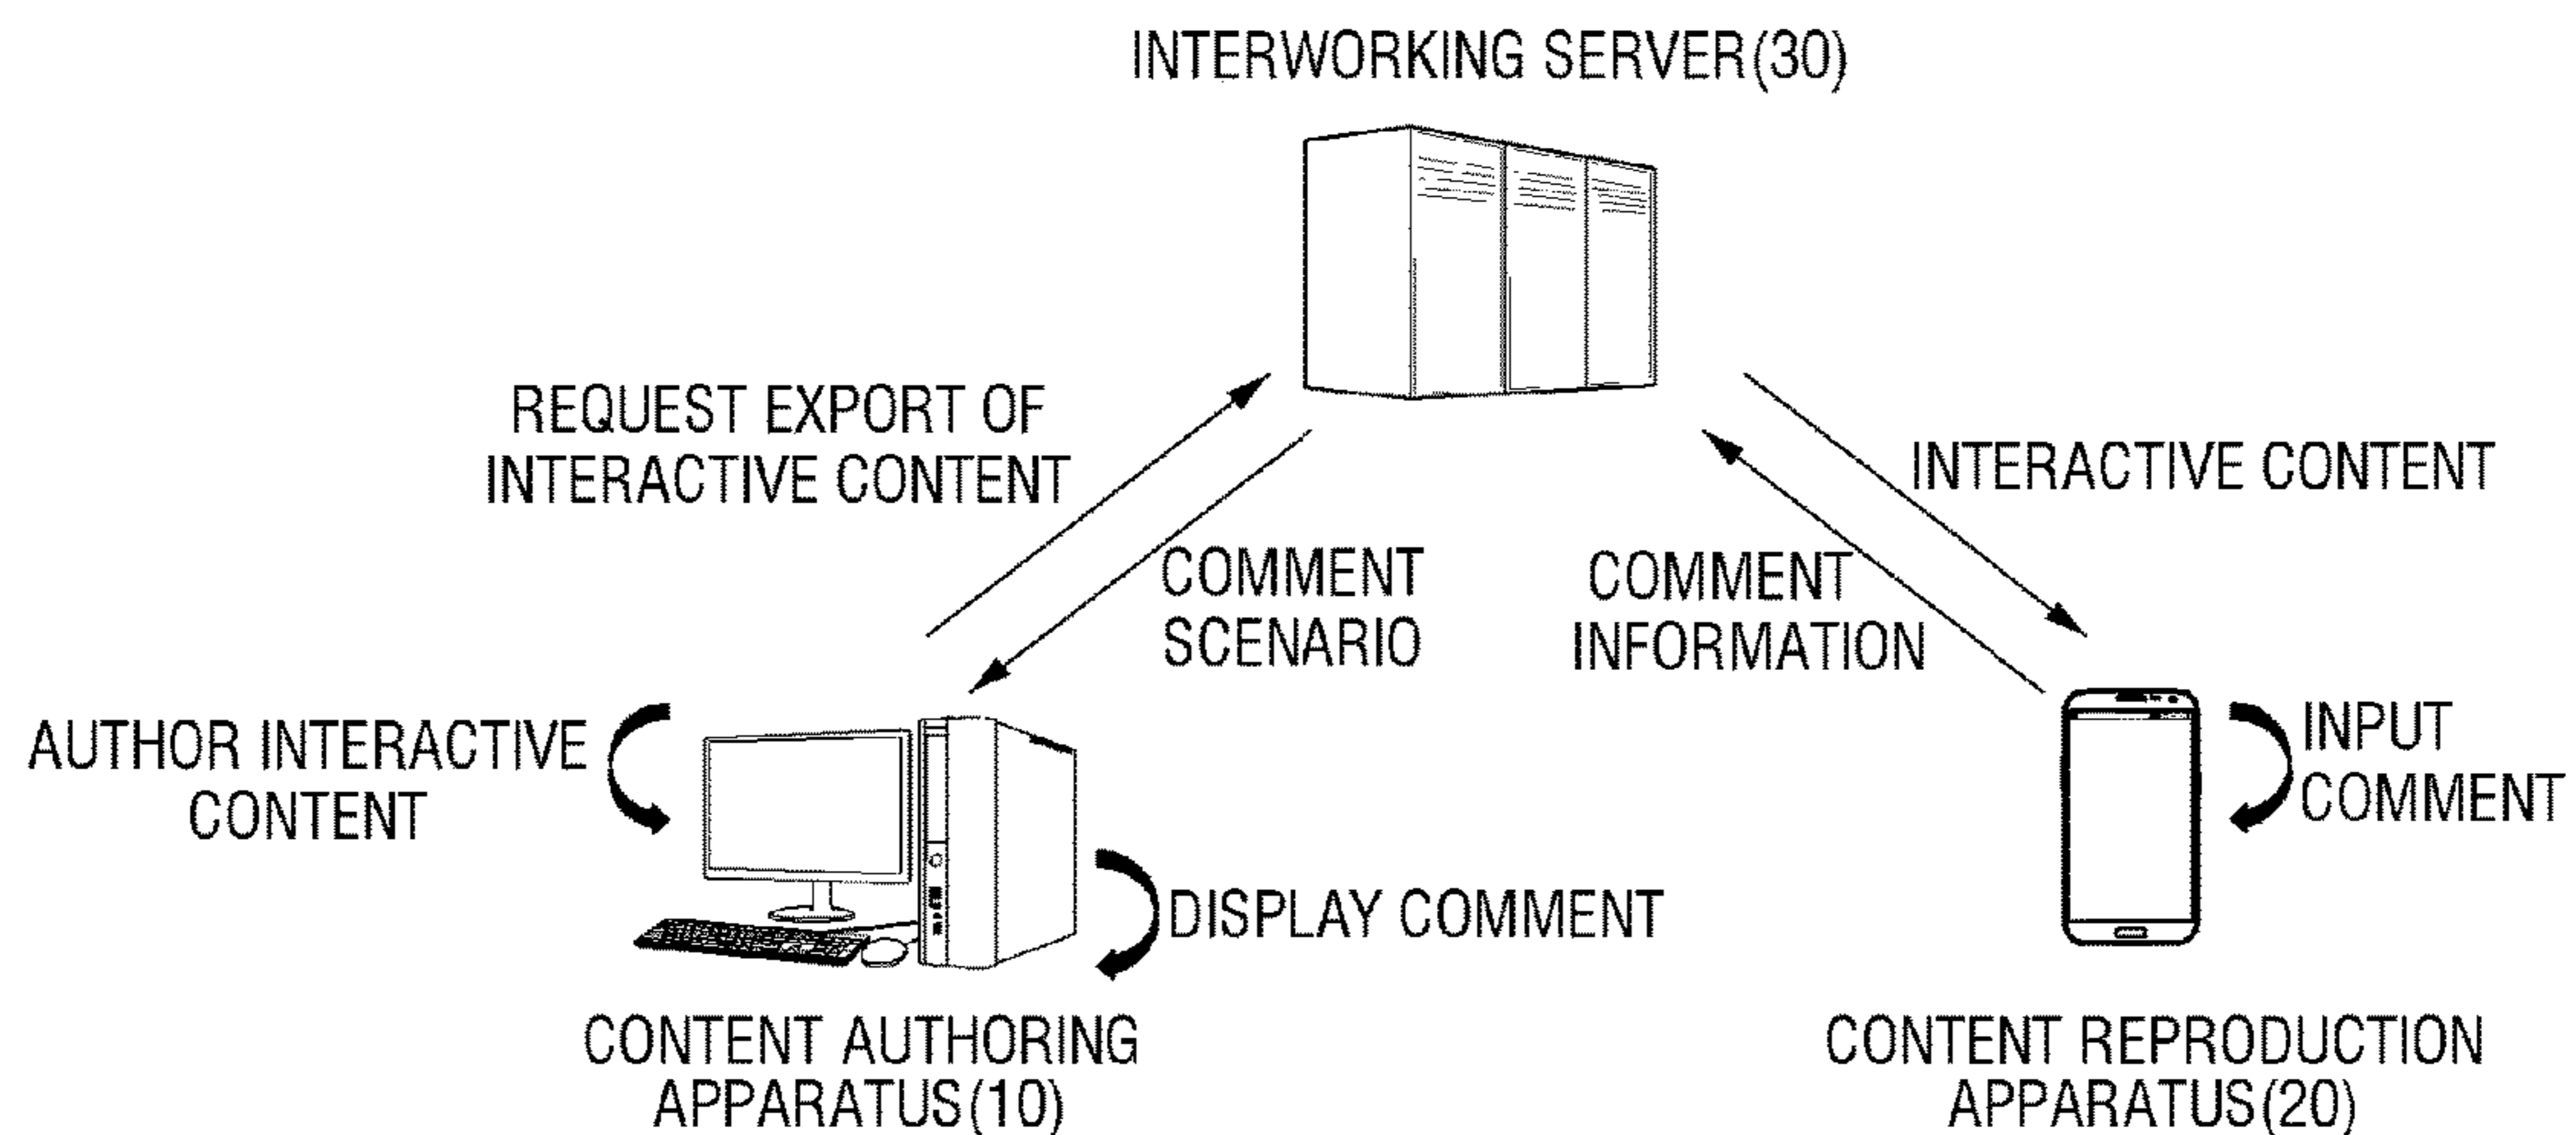 INTERWORKING SERVER(30)
REQUEST EXPORT OF
INTERACTIVE CONTENT
INTERACTIVE CONTENT
COMMENT
SCENARIO
COMMENT
INFORMATION
AUTHOR INTERACTIVE
CONTENT
INPUT
COMMENT
DISPLAY COMMENT
CONTENT AUTHORING
APPARATUS(10)
CONTENT REPRODUCTION
APPARATUS(20)